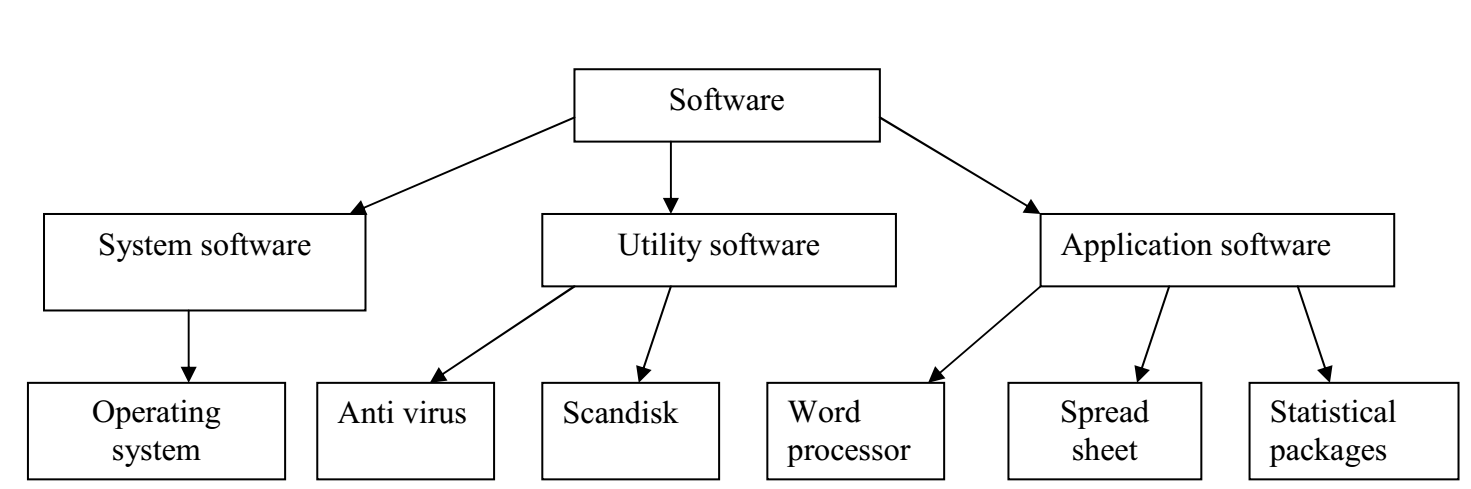 Software
System software
Utility software
Application software
Operating
system
Anti virus
Scandisk
Word
processor
Spread
sheet
Statistical
packages